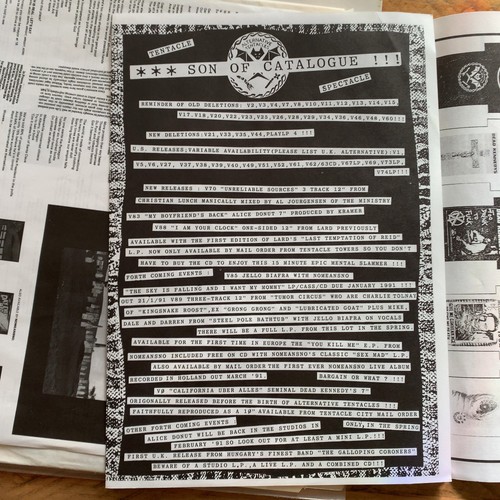 ALTERNATIVE
TENTACLES
TENTACLE
*** SON OF CATALOGUE !!!
SPECTACLE
REMINDER OF OLD DELETIONS: V2,V3,V4,V7,V8,V10,V11,V12,V13,V14,V15
V17,V18,V20,V22,V23,V25,V26,V28,V29,V34,V36,V46,V48,V60!!!
NEW DELETIONS:V21,V33,V35,V44,PLAYLP 4 !!!
U.S. RELEASES;VARIABLE AVAILABILITY(PLEASE LIST U.K. ALTERNATIVE):V1,
V5,V6,V27, V37,V38,V39,V40,V49,V51,V53,V61,V62/63CD,V67LP,V69,V73LP,
V74LP!!!
NEW RELEASES : V70 "UNRELIABLE SOURCES" 3 TRACK 12" FROM
CHRISTIAN LUNCH MANICALLY MIXED BY AL JOURGENSEN OF THE MINISTRY
V83 "MY BOYFRIEND'S BACK" ALICE DONUT 7" PRODUCED BY KRAMER
V88 "I AM YOUR CLOCK" ONE-SIDED 12" FROM LARD PREVIOUSLY
AVAILABLE WITH THE FIRST EDITION OF LARD'S "LAST TEMPTATION OF REID"
L.P. NOW ONLY AVAILABLE BY MAIL ORDER FROM TENTACLE TOWERS SO YOU DON'T
HAVE TO BUY THE CD TO ENJOY THIS 15 MINUTE EPIC MENTAL SLAMMER !!!
FORTH COMING EVENTS : V85 JELLO BIAFRA WITH NOMEANSNO
"THE SKY IS FALLING AND I WANT MY MOMMY" LP/CASS/CD DUE JANUARY 1991 !!!
OUT 21/1/91 V89 THREE-TRACK 12" FROM "TUMOR CIRCUS" WHO ARE CHARLIE TOLNAY
OF "KINGSNAKE ROOST",EX "GRONG GRONG" AND "LUBRICATED GOAT" PLUS MIKE,
DALE AND DARREN FROM "STEEL POLE BATHTUB" WITH JELLO BIAFRA ON VOCALS
THERE WILL BE A FULL L.P. FROM THIS LOT IN THE SPRING.
AVAILABLE FOR THE FIRST TIME IN EUROPE THE "YOU KILL ME" E.P. FROM
NOMEANSNO INCLUDED FREE ON CD WITH NOMEANSNO'S CLASSIC "SEX MAD" L.P.
ALSO AVAILABLE BY MAIL ORDER THE FIRST EVER NOMEANSNO LIVE ALBUM
RECORDED IN HOLLAND OUT MARCH '91 BARGAIN OR WHAT ? !!!
V9 "CALIFORNIA UBER ALLES" SEMINAL DEAD KENNEDY'S 7"
ORIGONALLY RELEASED BEFORE THE BIRTH OF ALTERNATIVE TENTACLES !!!
FAITHFULLY REPRODUCED AS A 10" AVAILABLE FROM TENTACLE CITY MAIL ORDER
ONLY,IN THE SPRING
OTHER FORTH COMING EVENTS
ALICE DONUT WILL BE BACK IN THE STUDIOS IN
FEBRUARY '91 SO LOOK OUT FOR AT LEAST A MINI L.P.!!!
FIRST U.K. RELEASE FROM HUNGARY'S FINEST BAND "THE GALLOPING CORONERS"
BEWARE OF A STUDIO L.P.,A LIVE L.P. AND A COMBINED CD!!!